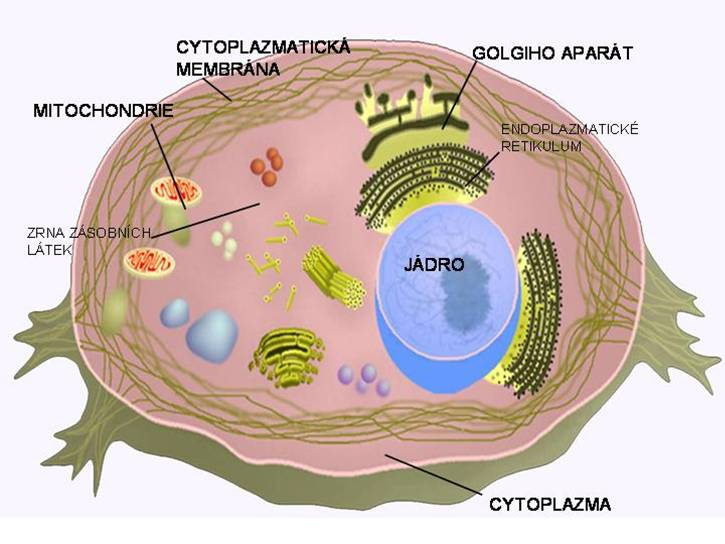 CYTOPLAZMATICKÁ
MEMBRÁNA
GOLGIHO APARÁT
MITOCHONDRIE
ENDOPLAZMATICKÉ
RETIKULUM
ZRNA ZÁSOBNÍCH
LÁTEK
JÁDRO
CYTOPLAZMA